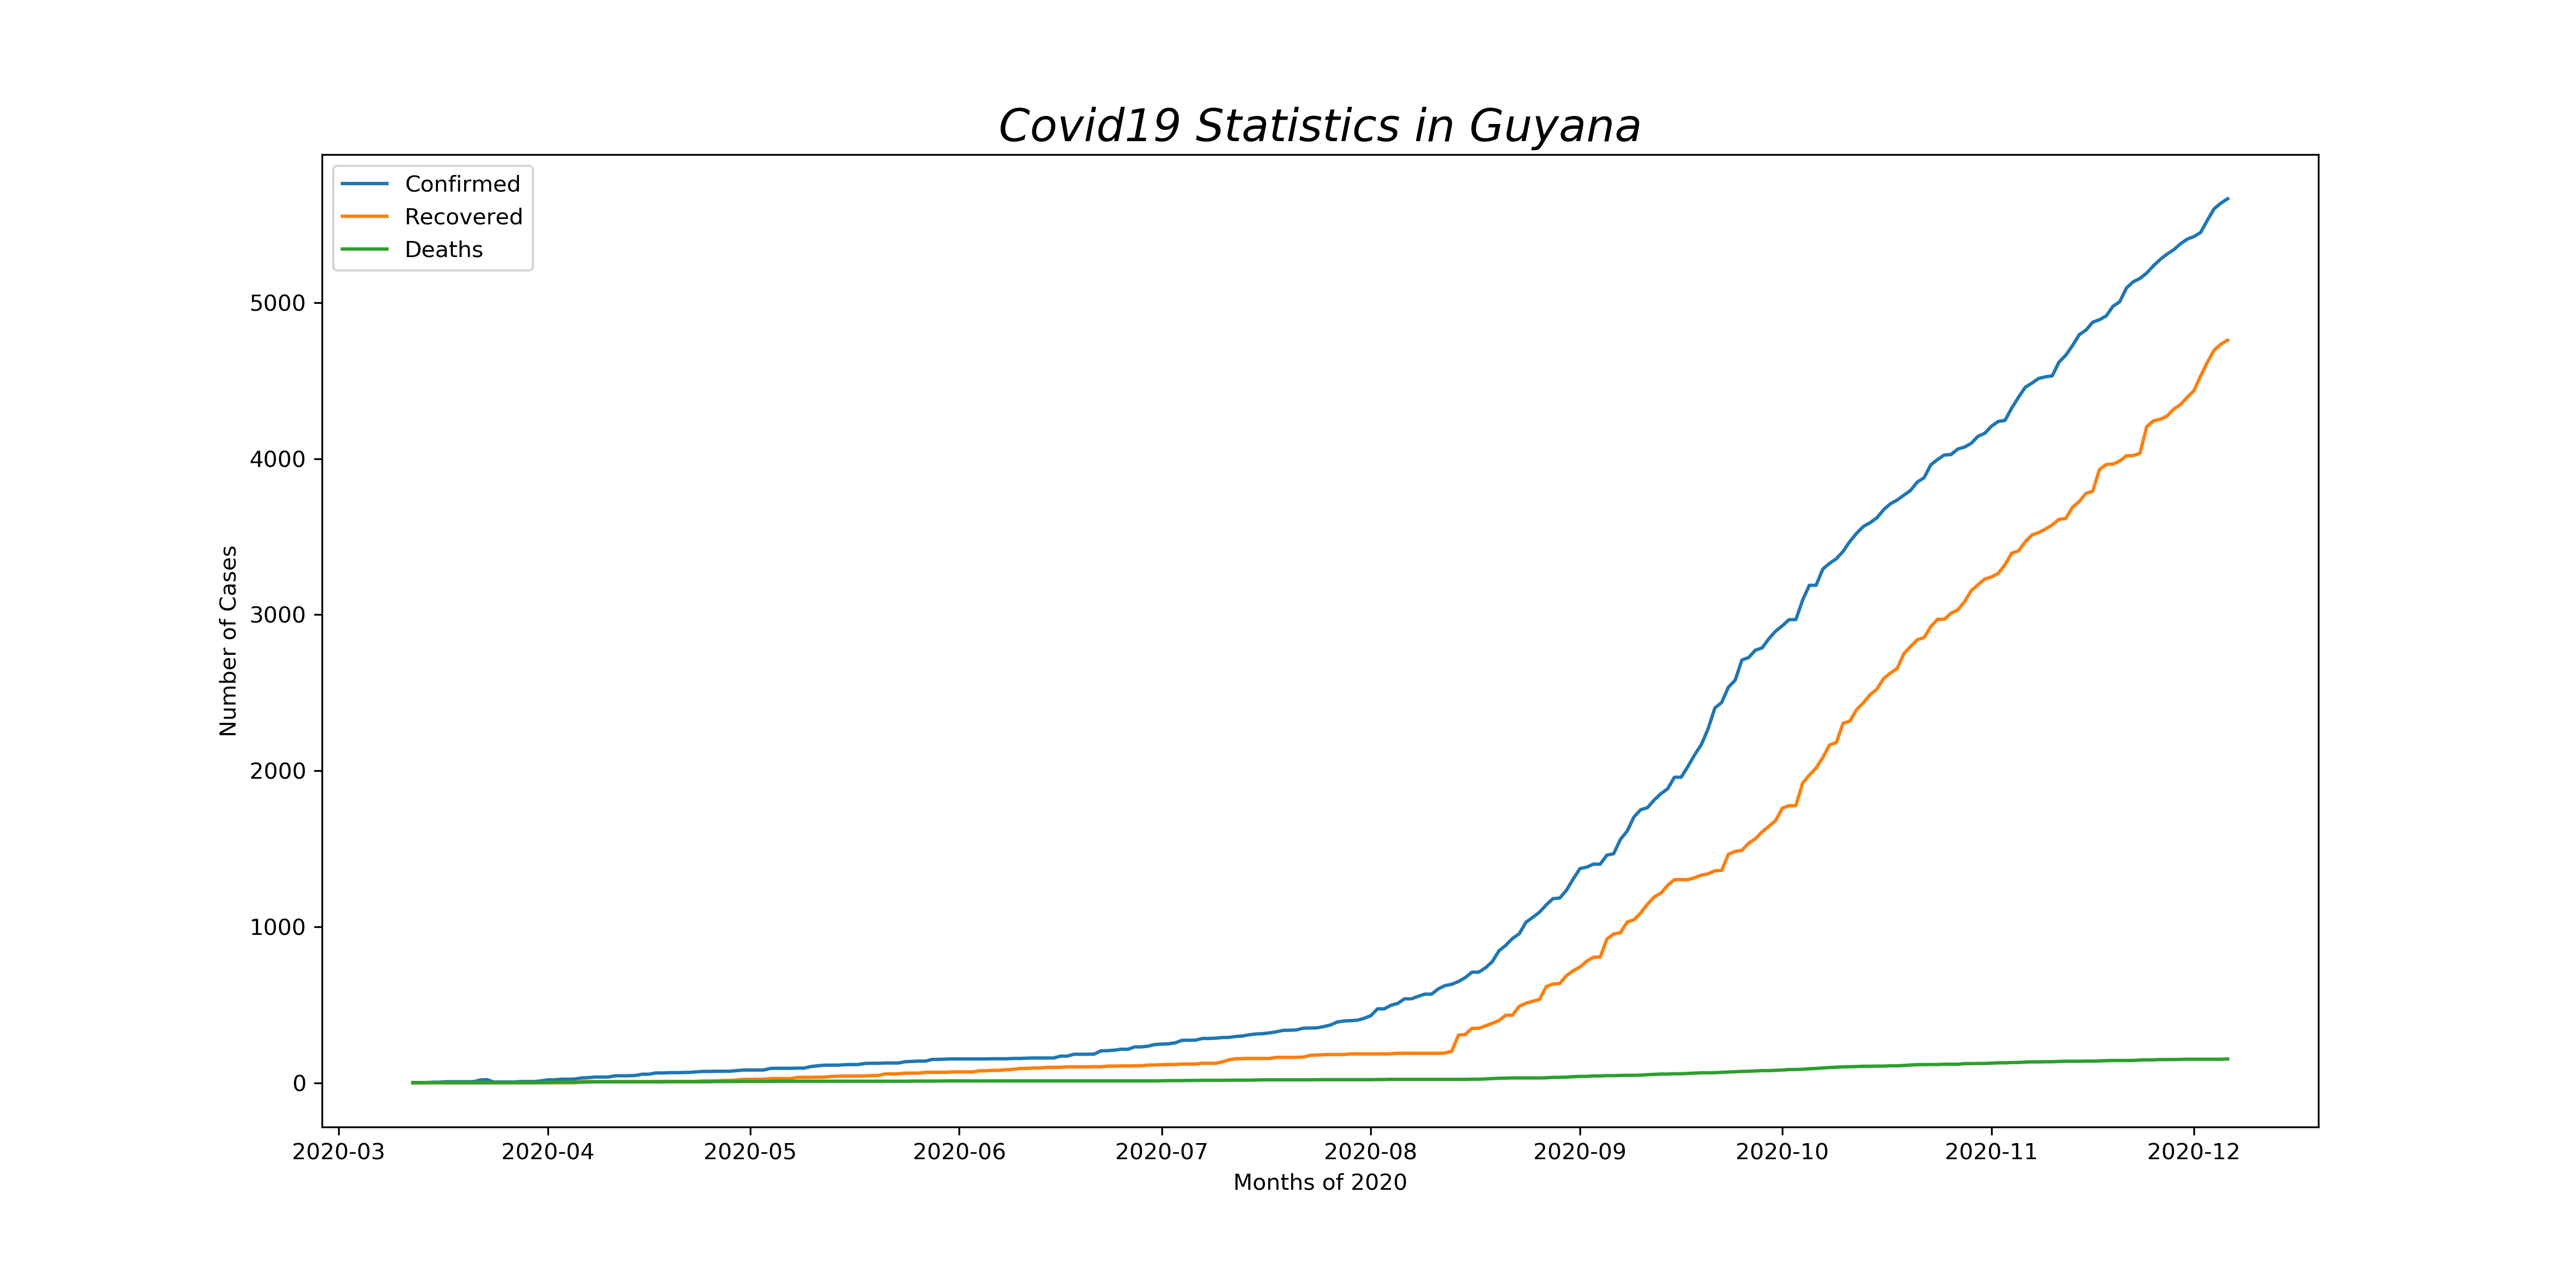 Covid19 Statistics in Guyana
Confirmed
Recovered
Deaths
5000
4000
3000
2000
1000
0
Number of Cases
2020-03 2020-04 2020-05 2020-06 2020-07 2020-08 2020-09 2020-10 2020-11 2020-12
Months of 2020